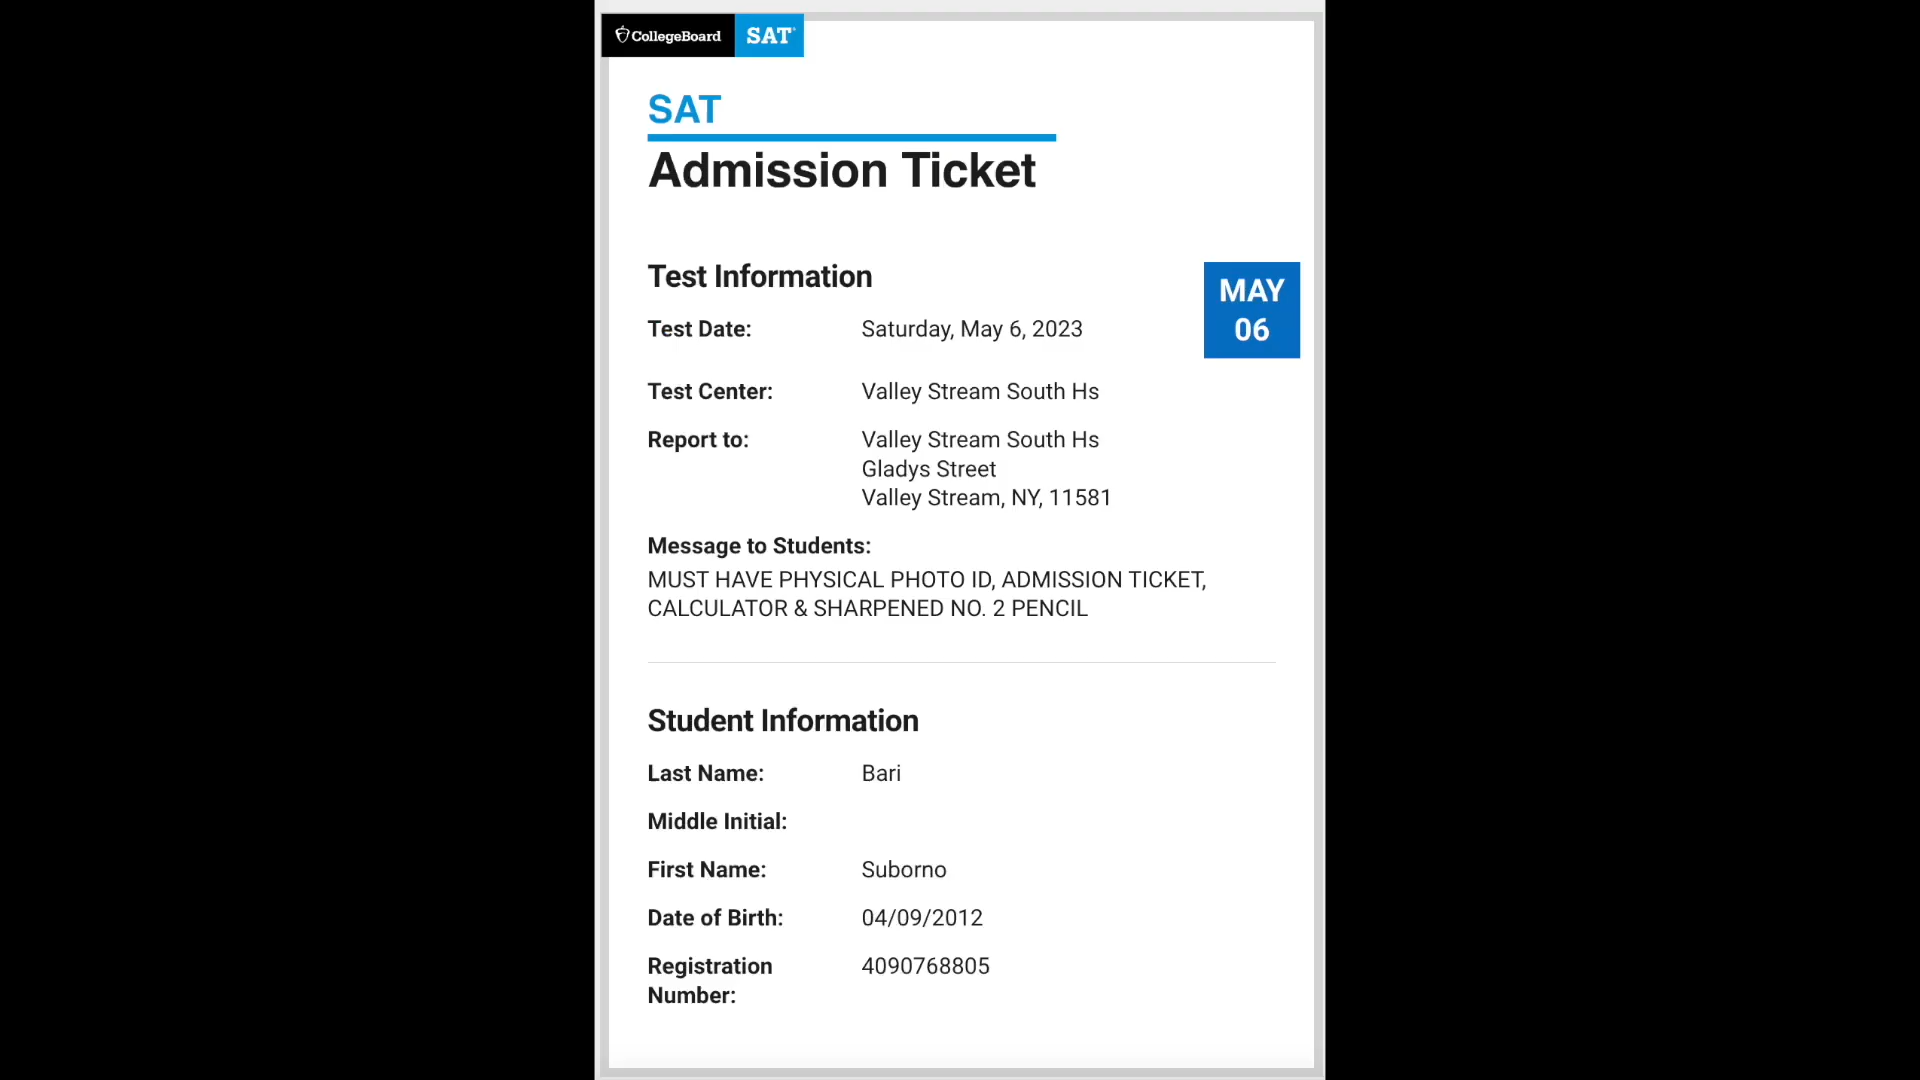 CollegeBoard SAT
SAT
Admission Ticket
Test Information
MAY
06
Test Date: Saturday, May 6, 2023
Test Center: Valley Stream South Hs
Report to: Valley Stream South Hs
Gladys Street
Valley Stream, NY, 11581
Message to Students:
MUST HAVE PHYSICAL PHOTO ID, ADMISSION TICKET,
CALCULATOR & SHARPENED NO. 2 PENCIL
Student Information
Last Name: Bari
Middle Initial:
First Name: Suborno
Date of Birth: 04/09/2012
Registration 4090768805
Number: